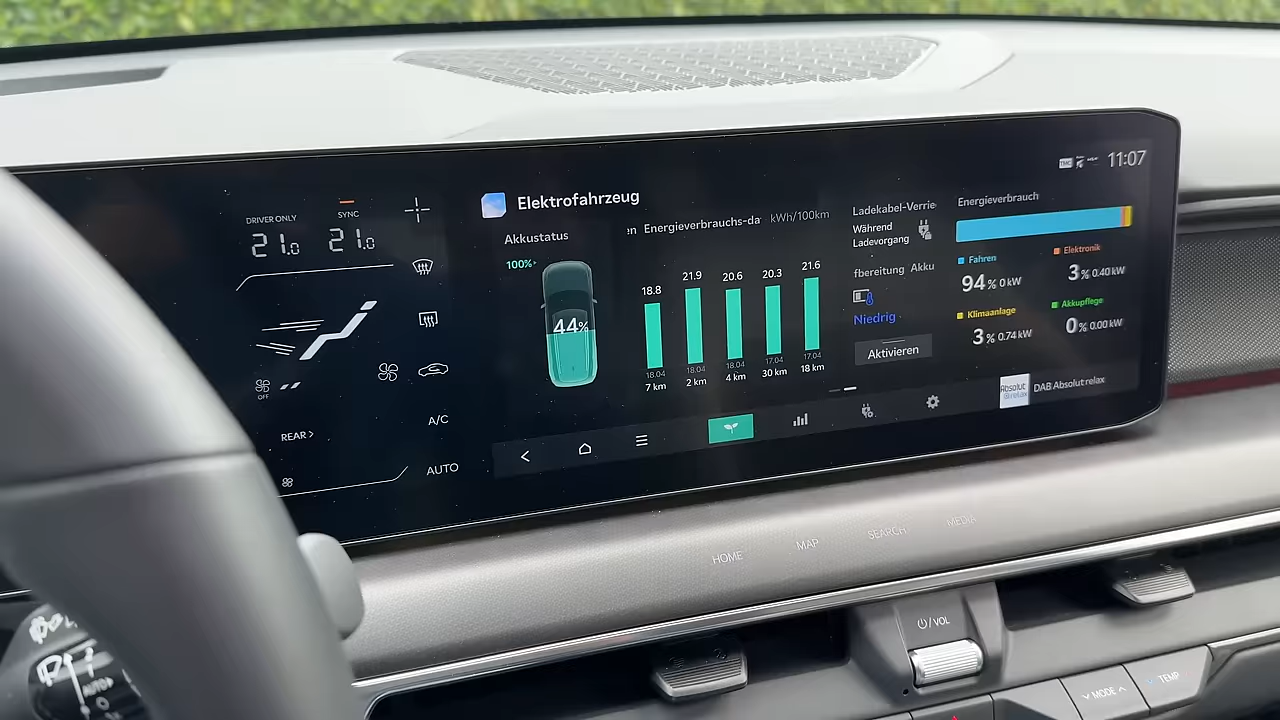 11:07
DRIVER ONLY
SYNC
21.0
21.0
OFF
REAR >
A/C
AUTO
Elektrofahrzeug
Akkustatus
100%
44%
en Energieverbrauchs-da kWh/100km
18.8 21.9 20.6 20.3 21.6
18.04 18.04 18.04 17.04 17.04
7 km 2 km 4 km 30 km 18 km
Ladekabel-Verrie
Während
Ladevorgang
fbereitung Akku
Niedrig
Aktivieren
Energieverbrauch
Fahren
94% 0 kW
Elektronik
3% 0.40 kW
Klimaanlage
3% 0.74 kW
Akkupflege
0% 0.00 kW
Absolut
relax
DAB Absolut relax
HOME MAP SEARCH MEDIA
/VOL
MODE
TEMP
AUTO